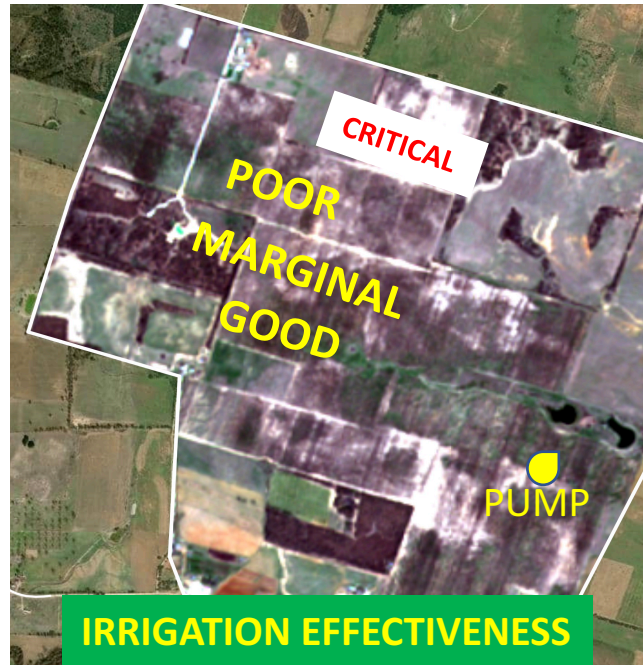 CRITICAL
POOR
MARGINAL
GOOD
PUMP
IRRIGATION EFFECTIVENESS